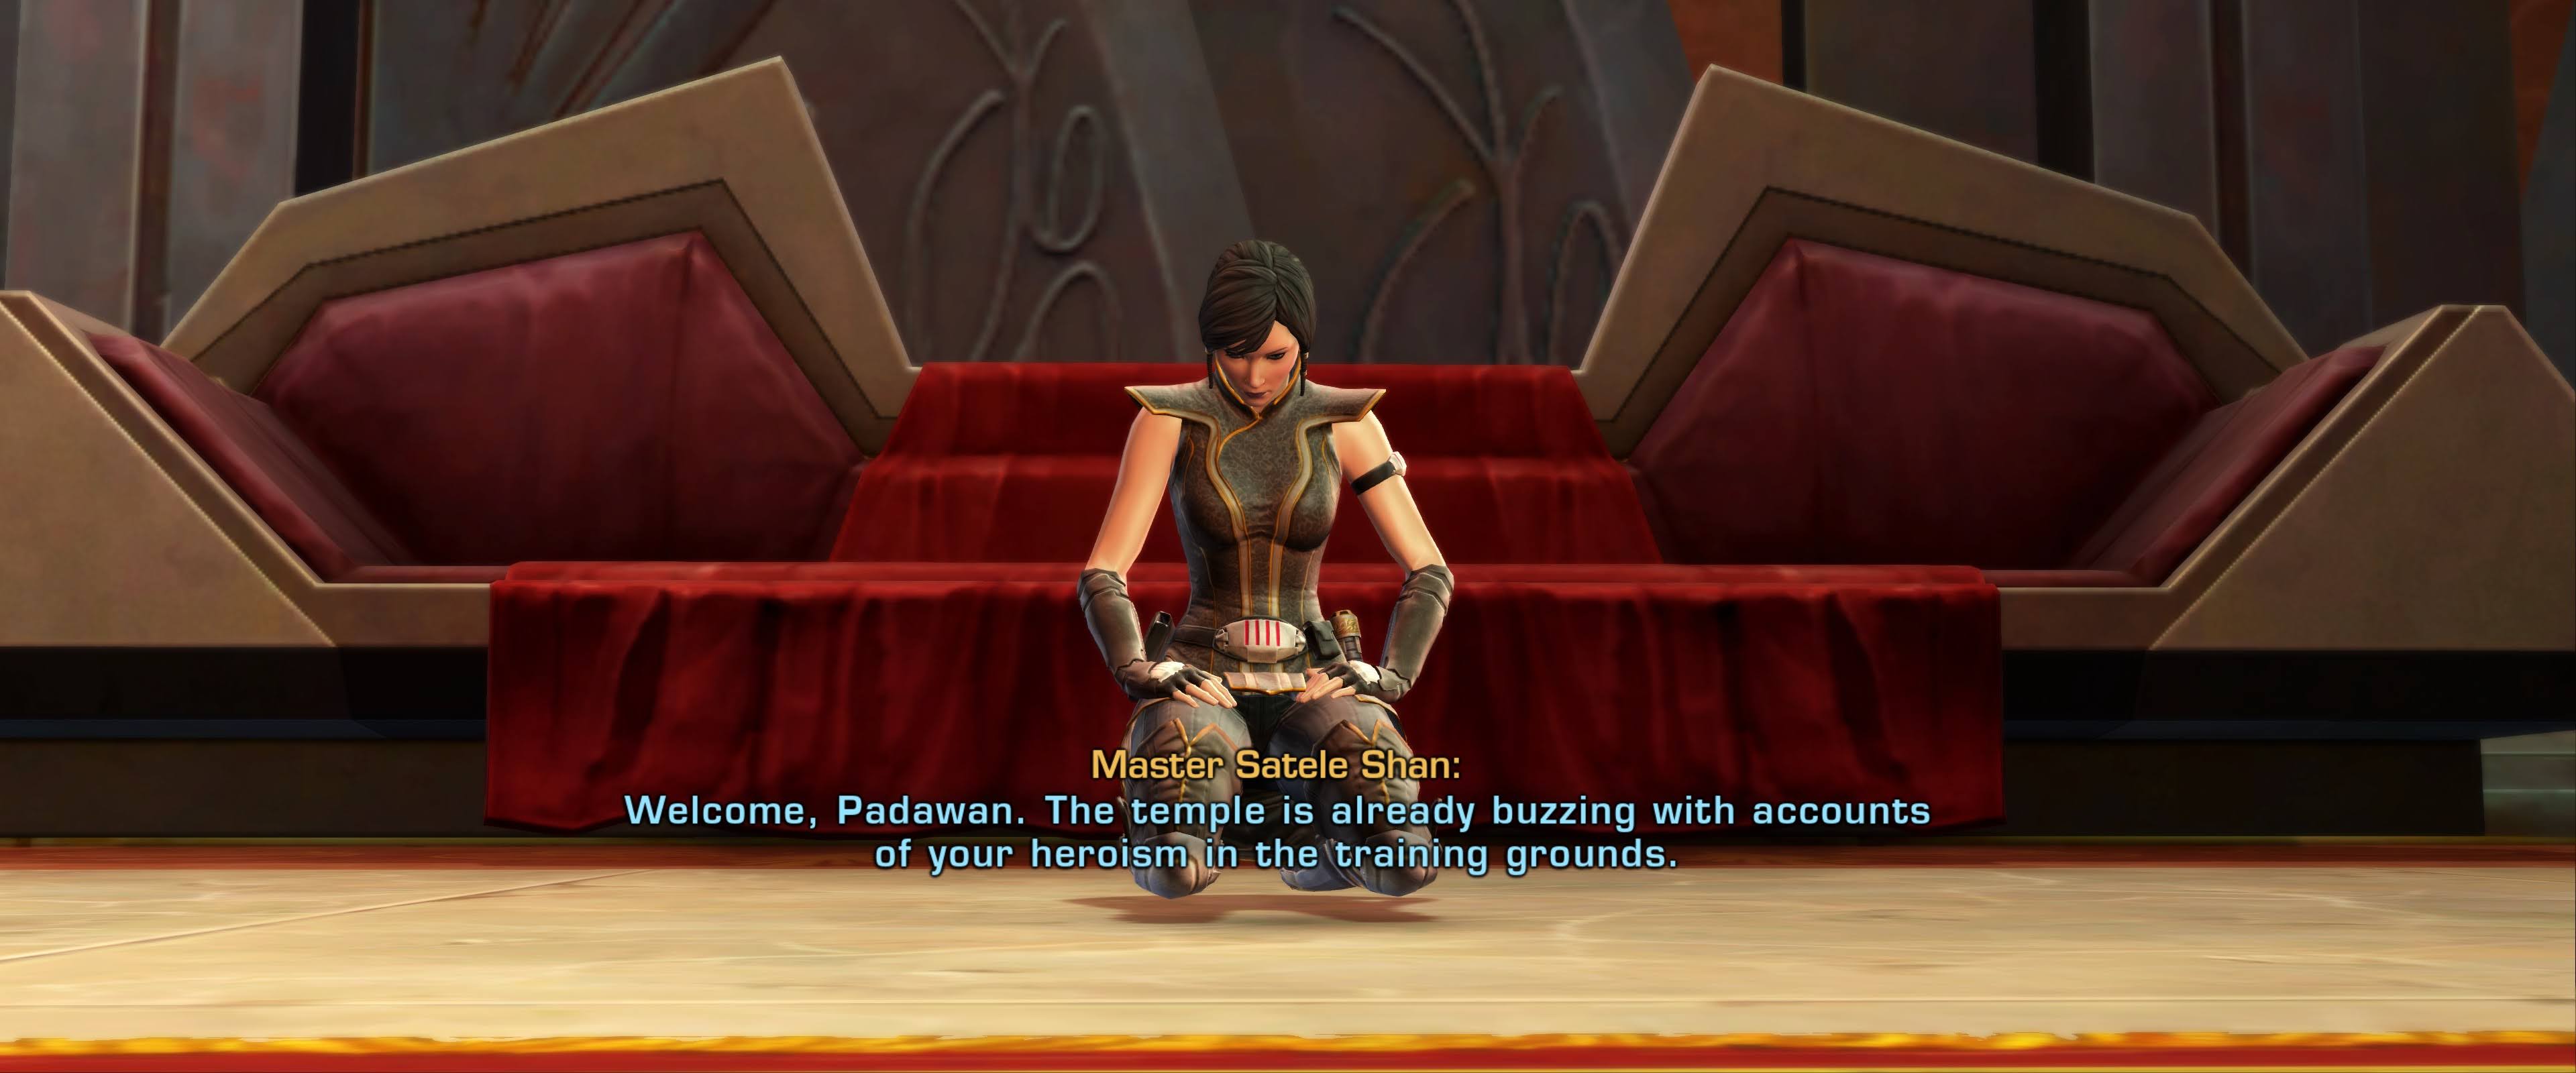 Master Satele Shan:
Welcome, Padawan. The temple is already buzzing with accounts
of your heroism in the training grounds.